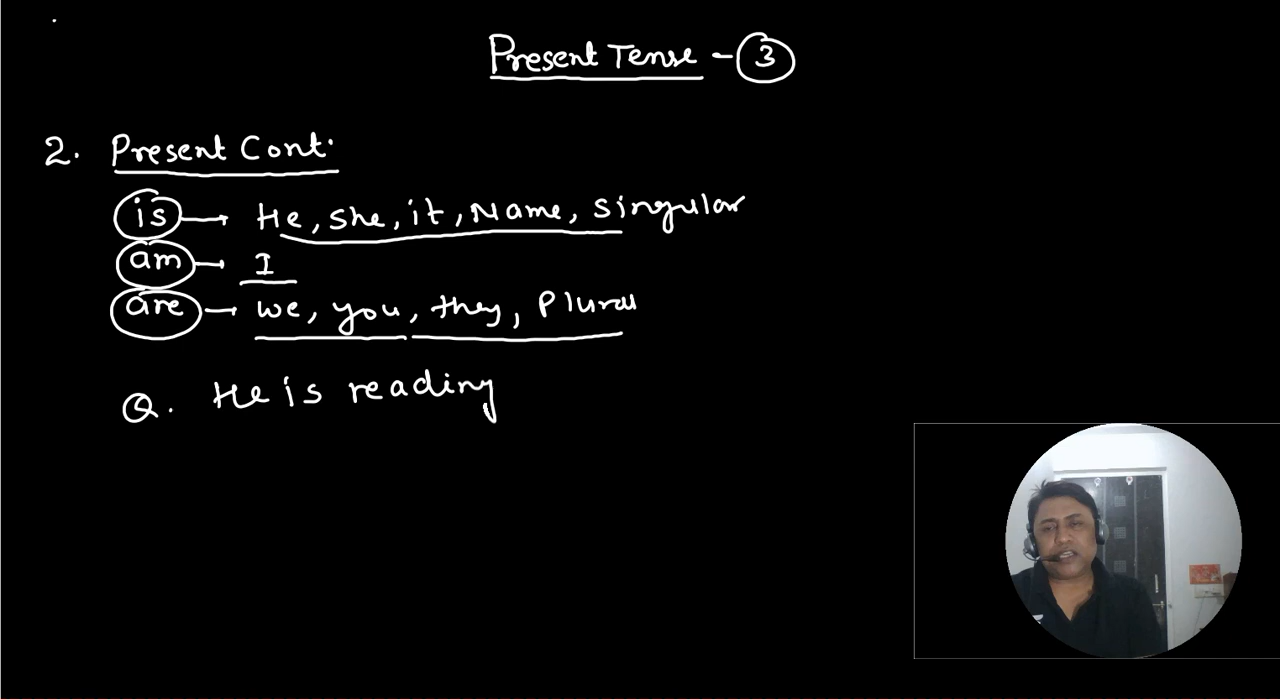 Present Tense - 3
2. Present Cont.
is → He, she, it, Name, singular
am → I
are → we, you, they, Plural
Q. He is reading